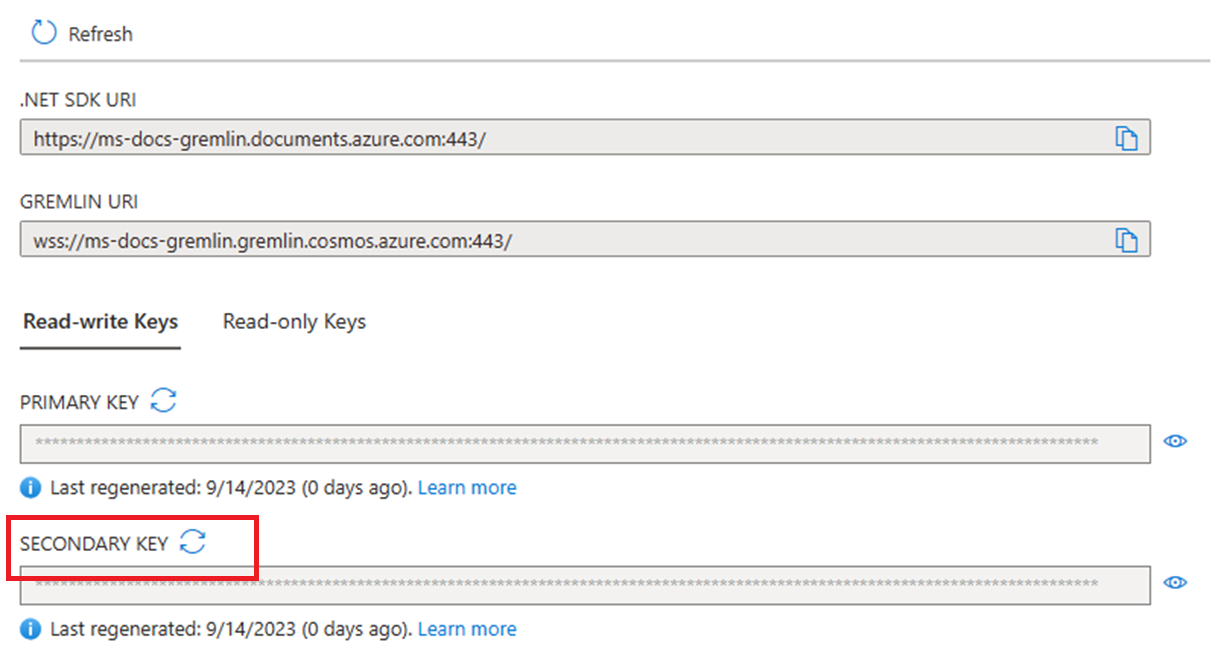 Refresh
.NET SDK URI
https://ms-docs-gremlin.documents.azure.com:443/
GREMLIN URI
wss://ms-docs-gremlin.gremlin.cosmos.azure.com:443/
Read-write Keys Read-only Keys
PRIMARY KEY
****************************************************************************************************************************************
Last regenerated: 9/14/2023 (0 days ago). Learn more
SECONDARY KEY
****************************************************************************************************************************************
Last regenerated: 9/14/2023 (0 days ago). Learn more